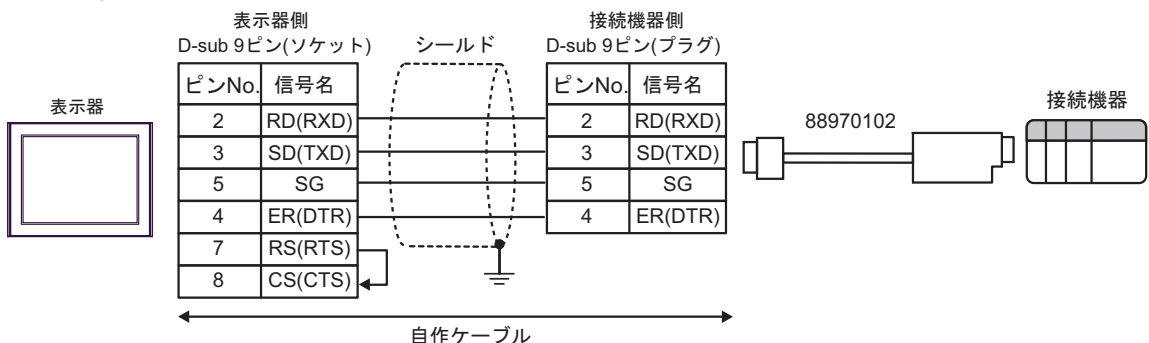 表示器側
D-sub 9ピン(ソケット)
シールド
接続機器側
D-sub 9ピン(プラグ)
表示器
ピンNo. 信号名
2 RD(RXD)
3 SD(TXD)
5 SG
4 ER(DTR)
7 RS(RTS)
8 CS(CTS)
ピンNo. 信号名
2 RD(RXD)
3 SD(TXD)
5 SG
4 ER(DTR)
88970102
接続機器
自作ケーブル